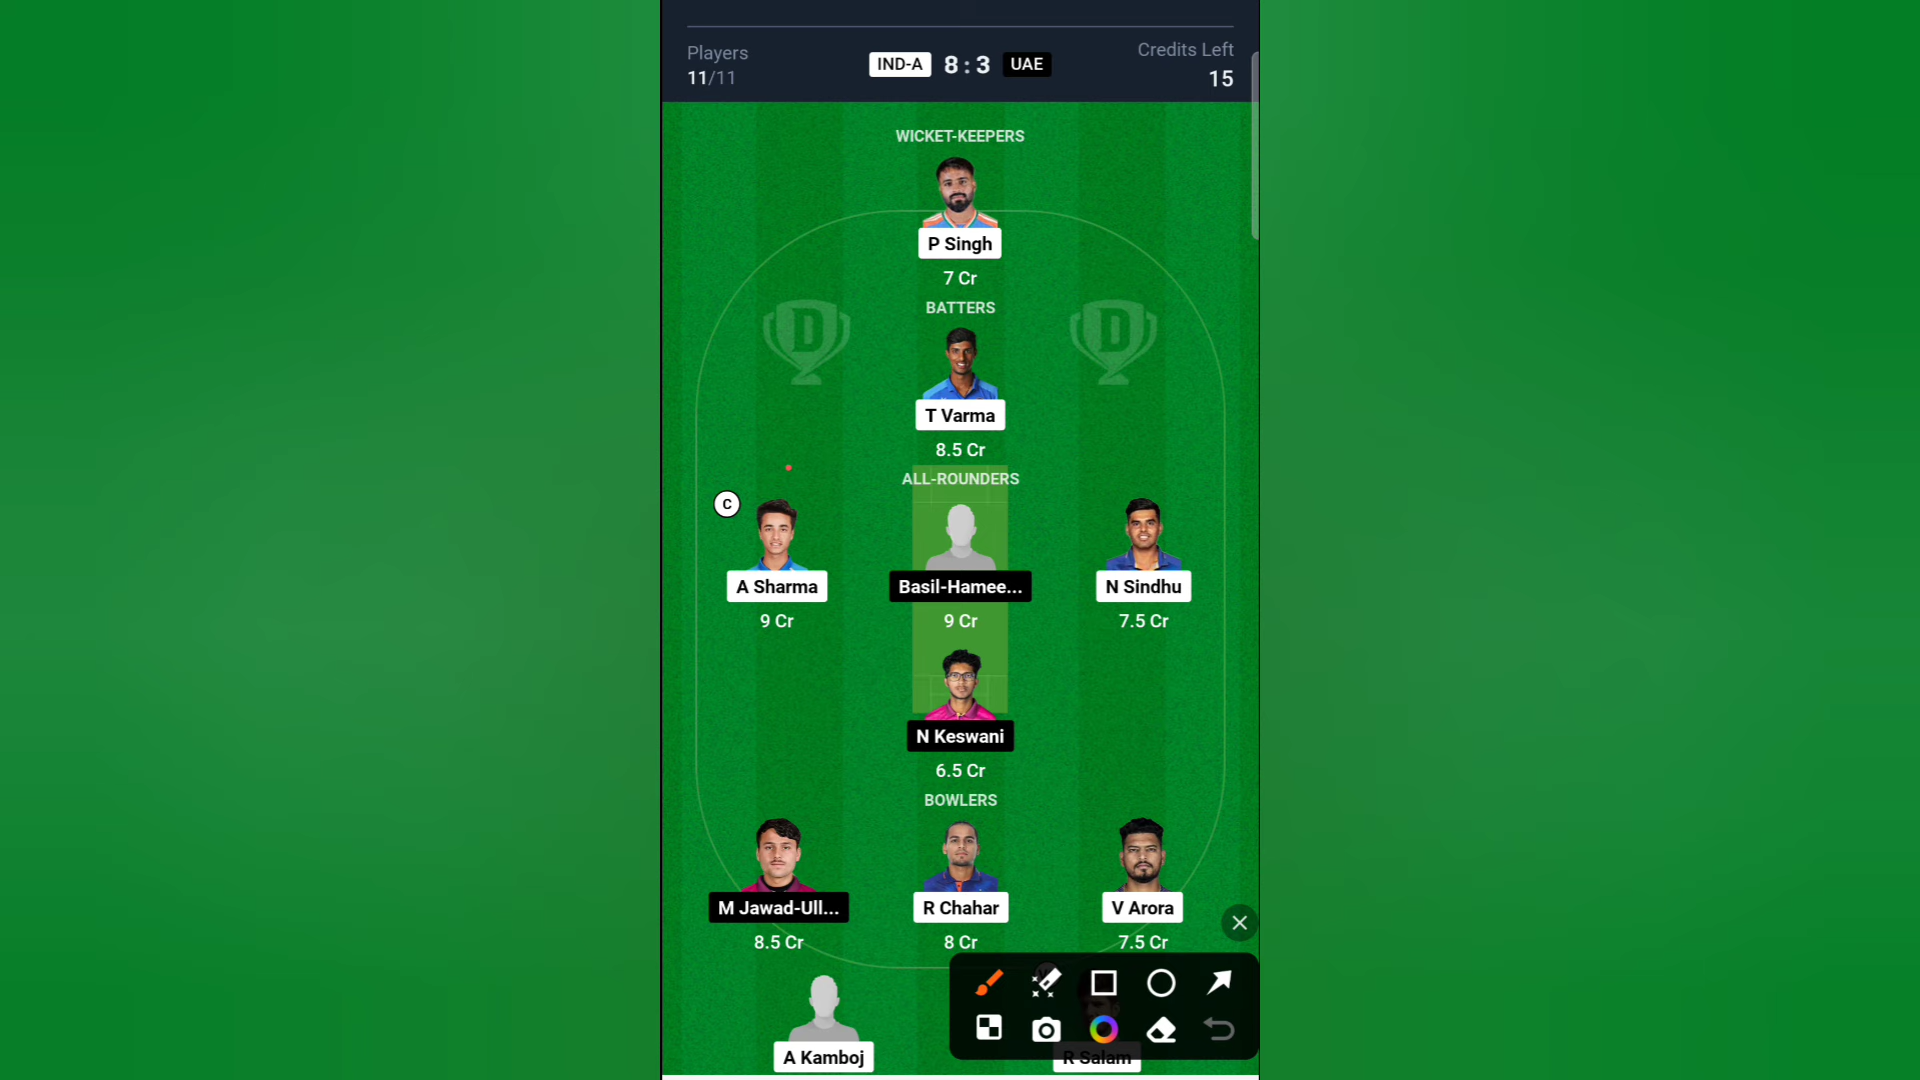 Players
11/11
IND-A 8 : 3 UAE
Credits Left
15
WICKET-KEEPERS
P Singh
7 Cr
BATTERS
D D
T Varma
8.5 Cr
ALL-ROUNDERS
C
A Sharma Basil-Hamee... N Sindhu
9 Cr 9 Cr 7.5 Cr
N Keswani
6.5 Cr
BOWLERS
M Jawad-Ull... R Chahar V Arora
8.5 Cr 8 Cr 7.5 Cr
A Kamboj R Salam